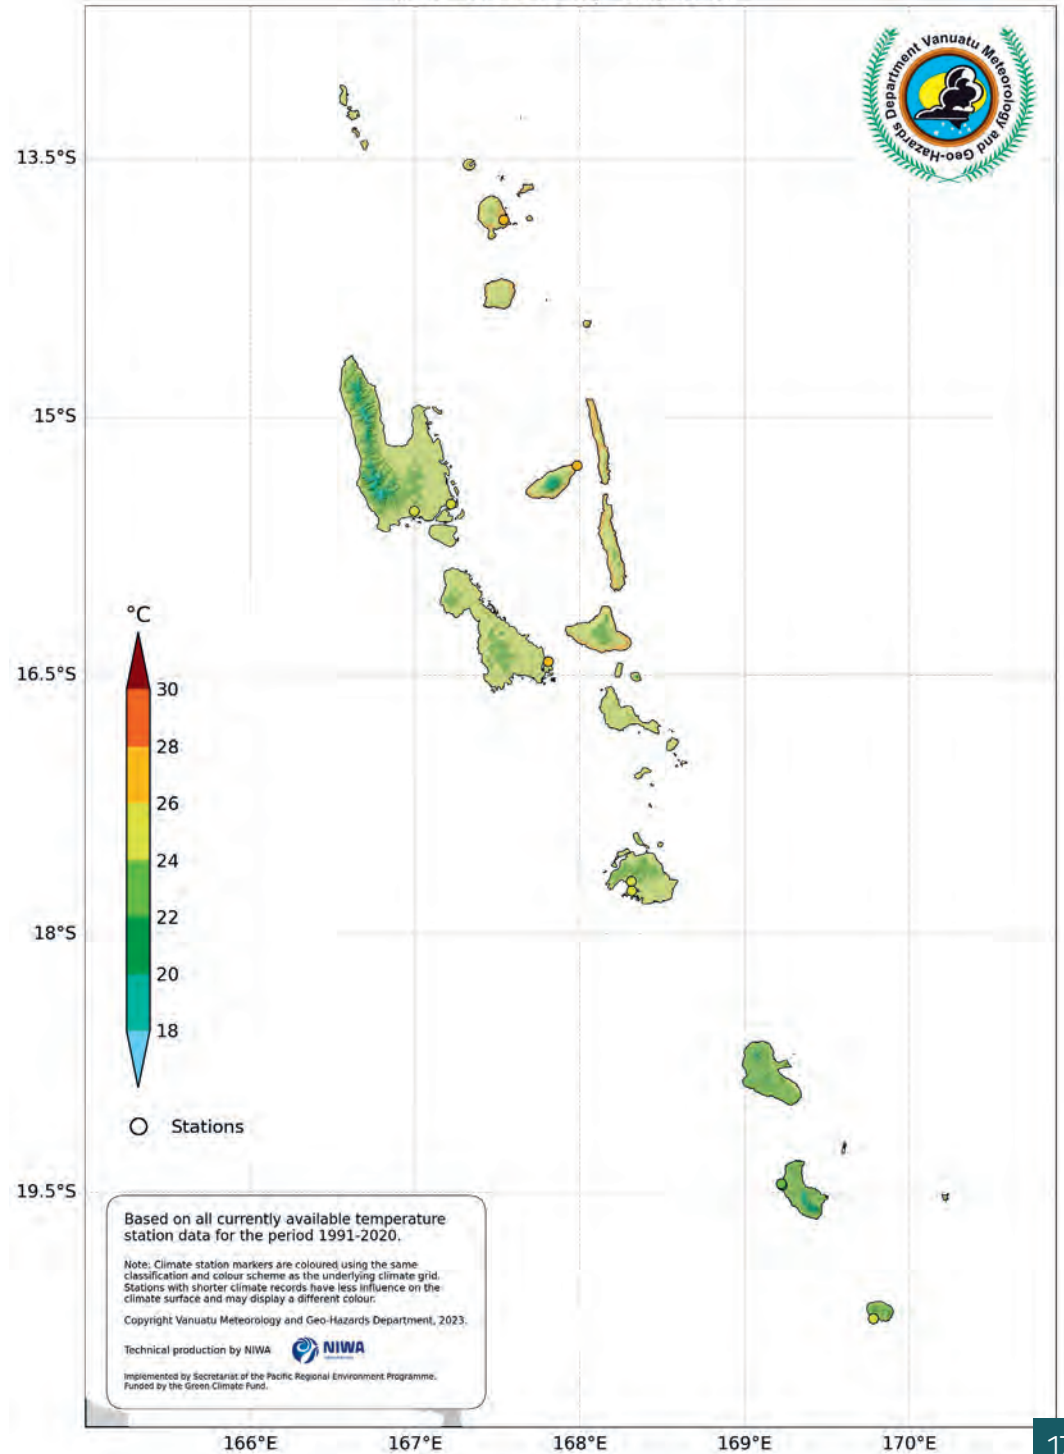 Vanuatu Meteorology and Geo-Hazards Department
13.5°S
15°S
16.5°S
18°S
19.5°S
°C
30
28
26
24
22
20
18
Stations
Based on all currently available temperature
station data for the period 1991-2020.
Note: Climate station markers are coloured using the same
classification and colour scheme as the underlying climate grid.
Stations with shorter climate records have less influence on the
climate surface and may display a different colour.
Copyright Vanuatu Meteorology and Geo-Hazards Department, 2023.
Technical production by NIWA
NIWA
Implemented by Secretariat of the Pacific Regional Environment Programme.
Funded by the Green Climate Fund.
166°E
167°E
168°E
169°E
170°E
1